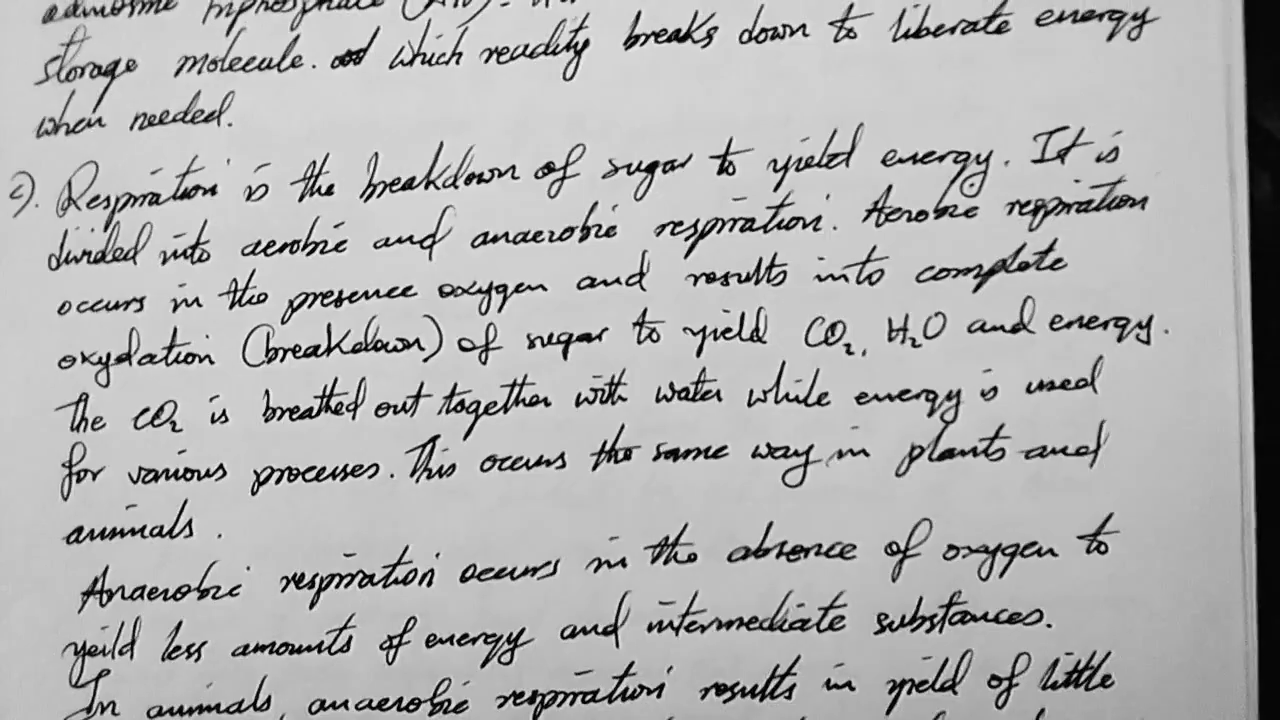 triphosphate
storage molecule. which readily breaks down to liberate energy
when needed.
c). Respiration is the breakdown of sugar to yield energy. It is
divided into aerobic and anaerobic respiration. Aerobic respiration
occurs in the presence oxygen and results into complete
oxydation (breakdown) of sugar to yield CO₂, H₂O and energy.
The CO₂ is breathed out together with water while energy is used
for various processes. This occurs the same way in plants and
animals.
Anaerobic respiration occurs in the absence of oxygen to
yeild less amounts of energy and intermediate substances.
In animals, anaerobic respiration results in yield of little